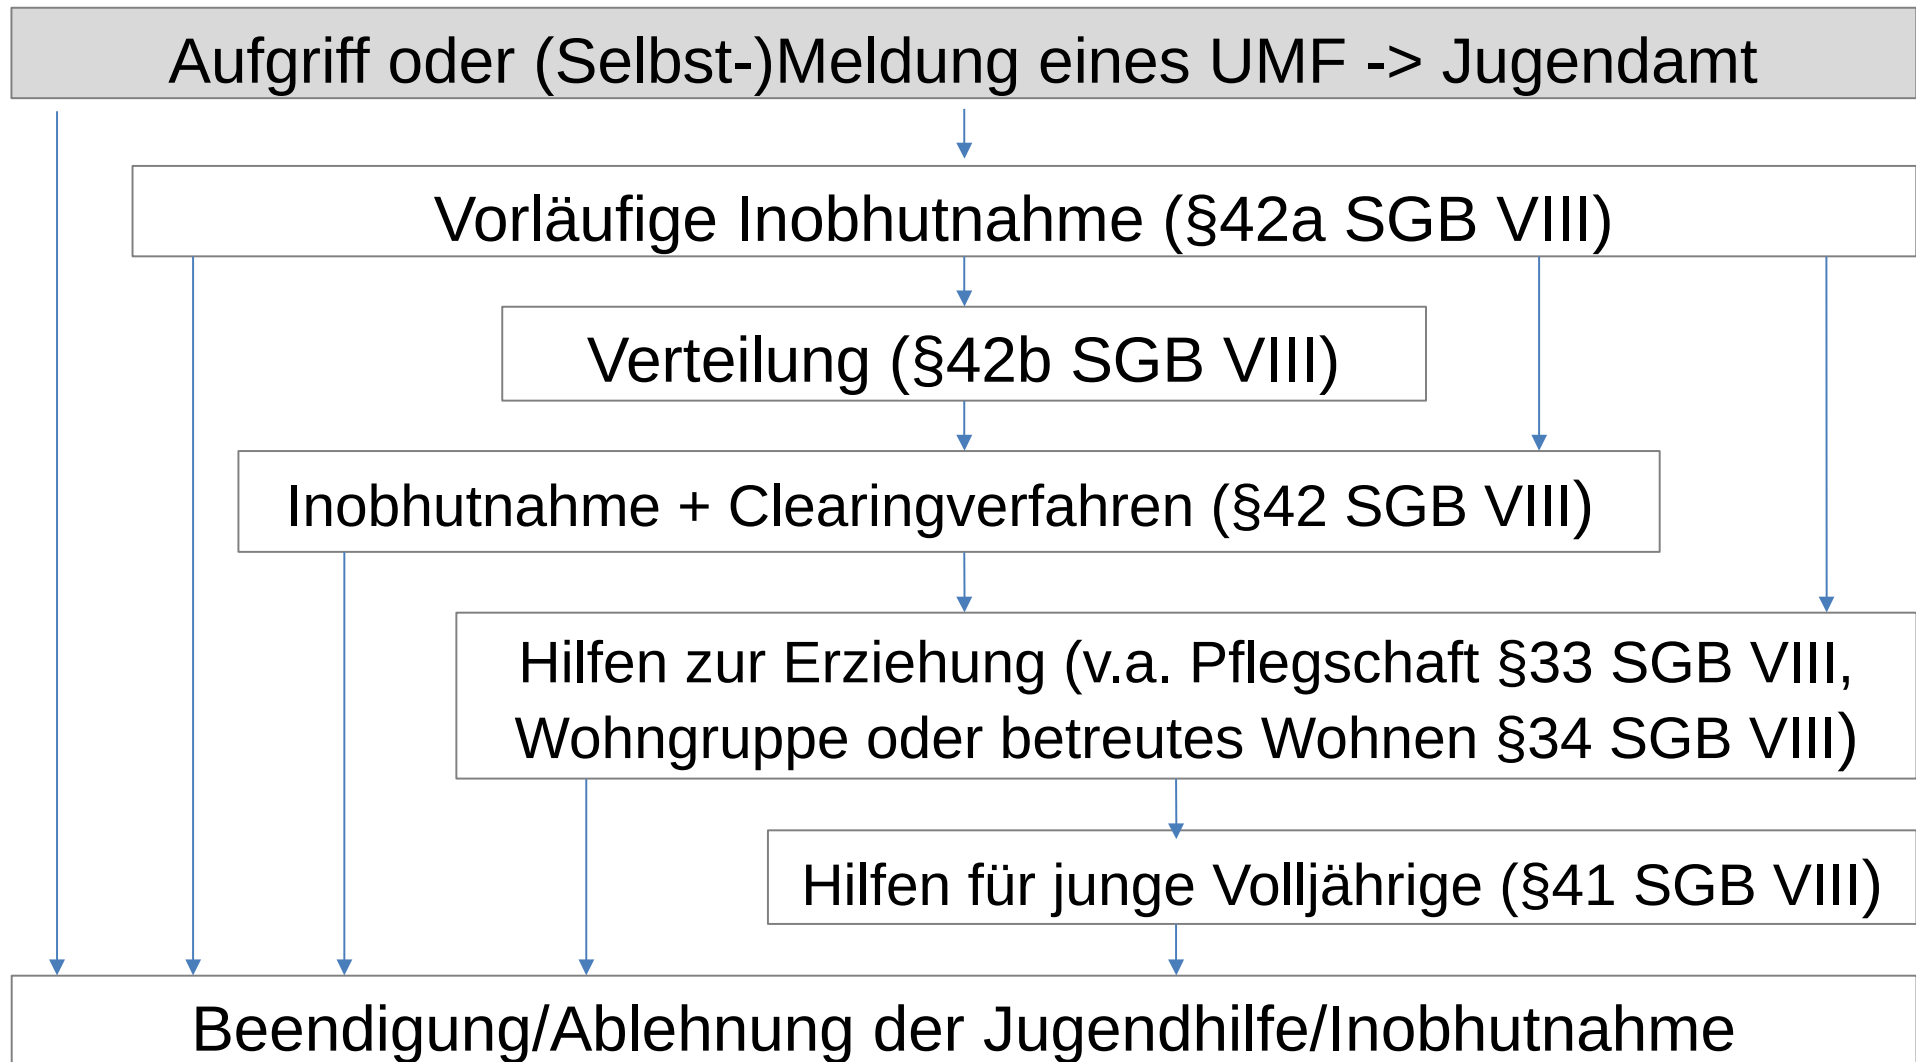 Aufgriff oder (Selbst-)Meldung eines UMF -> Jugendamt
Vorläufige Inobhutnahme (§42a SGB VIII)
Verteilung (§42b SGB VIII)
Inobhutnahme + Clearingverfahren (§42 SGB VIII)
Hilfen zur Erziehung (v.a. Pflegschaft §33 SGB VIII,
Wohngruppe oder betreutes Wohnen §34 SGB VIII)
Hilfen für junge Volljährige (§41 SGB VIII)
Beendigung/Ablehnung der Jugendhilfe/Inobhutnahme